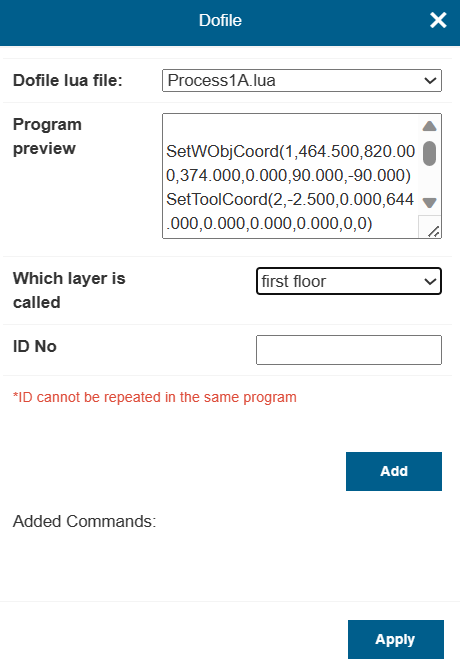 Dofile
Dofile lua file:
Process1A.lua
Program
preview
SetWObjCoord(1,464.500,820.00
0,374.000,0.000,90.000,-90.000)
SetToolCoord(2,-2.500,0.000,644
.000,0.000,0.000,0.000,0,0)
Which layer is
called
first floor
ID No
*ID cannot be repeated in the same program
Add
Added Commands:
Apply